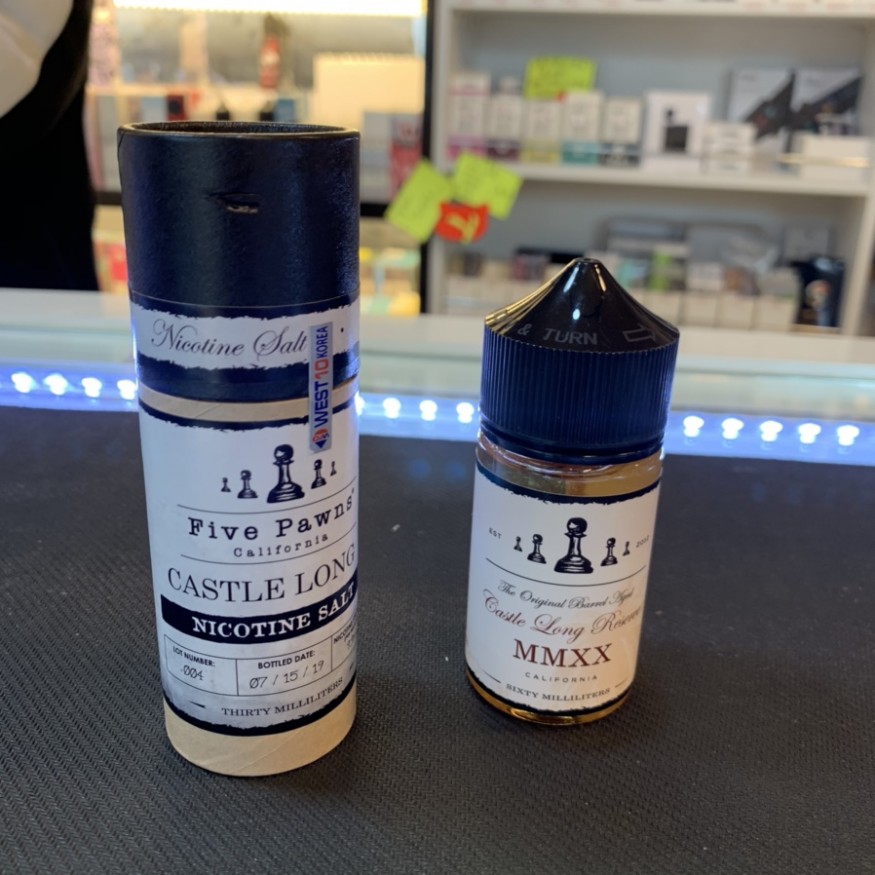 Nicotine Salt
WEST10 KOREA
Five Pawns
California
CASTLE LONG
NICOTINE SALT
LOT NUMBER:
004
BOTTLED DATE:
07 / 15 / 19
THIRTY MILLILITERS
& TURN
EST
The Original Barrel Aged
Castle Long Reserve
MMXX
CALIFORNIA
SIXTY MILLILITERS